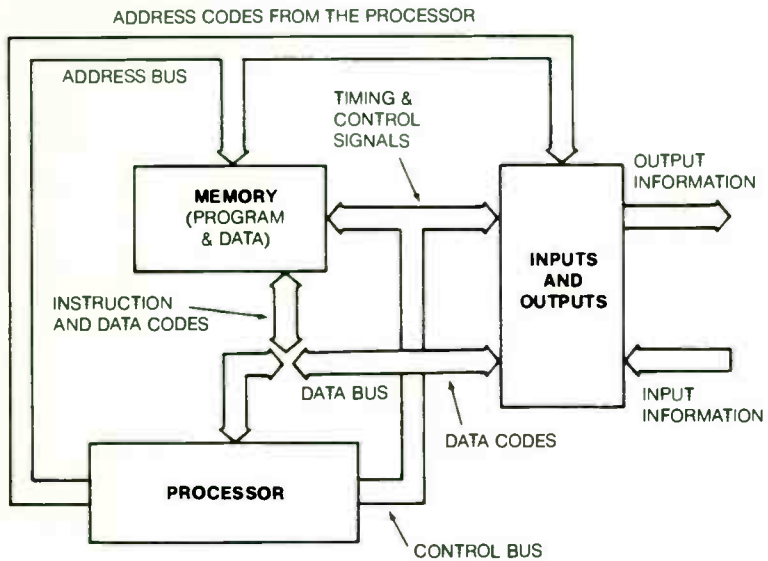 ADDRESS CODES FROM THE PROCESSOR
ADDRESS BUS
TIMING &
CONTROL
SIGNALS
OUTPUT
INFORMATION
MEMORY
(PROGRAM
& DATA)
INPUTS
AND
OUTPUTS
INSTRUCTION
AND DATA CODES
DATA BUS
INPUT
INFORMATION
DATA CODES
PROCESSOR
CONTROL BUS